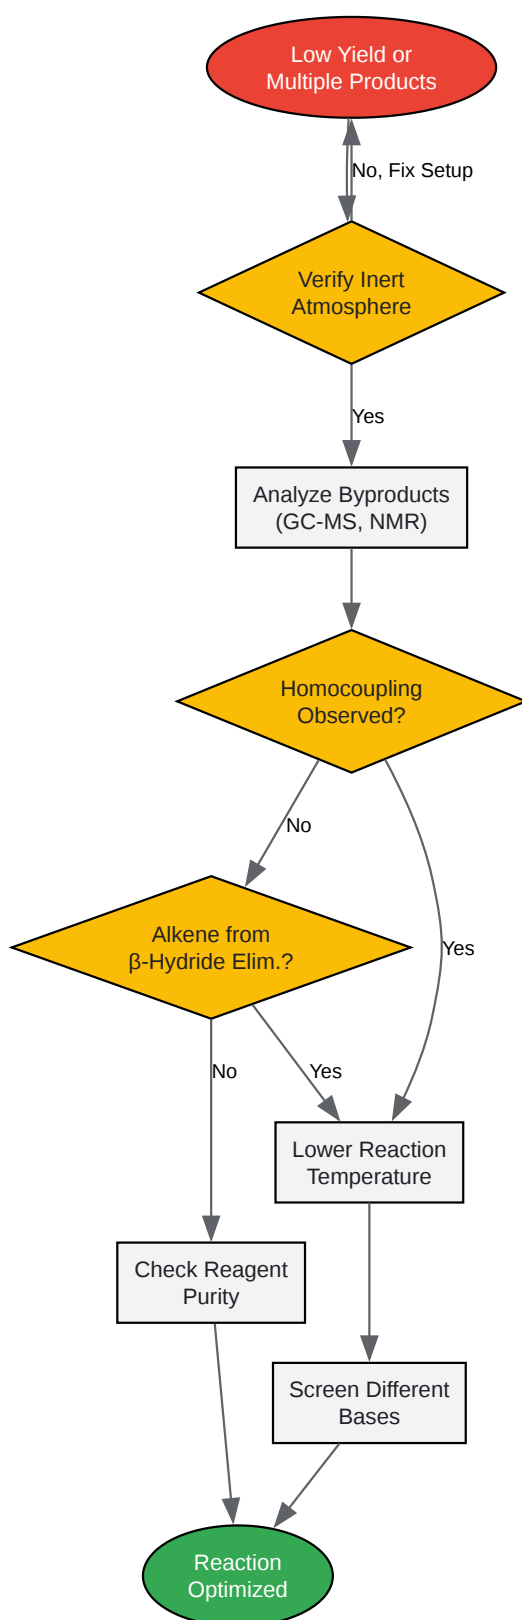 Low Yield or
Multiple Products
No, Fix Setup
Verify Inert
Atmosphere
Yes
Analyze Byproducts
(GC-MS, NMR)
Homocoupling
Observed?
No
Alkene from
β-Hydride Elim.?
Yes
No
Yes
Lower Reaction
Temperature
Check Reagent
Purity
Screen Different
Bases
Reaction
Optimized